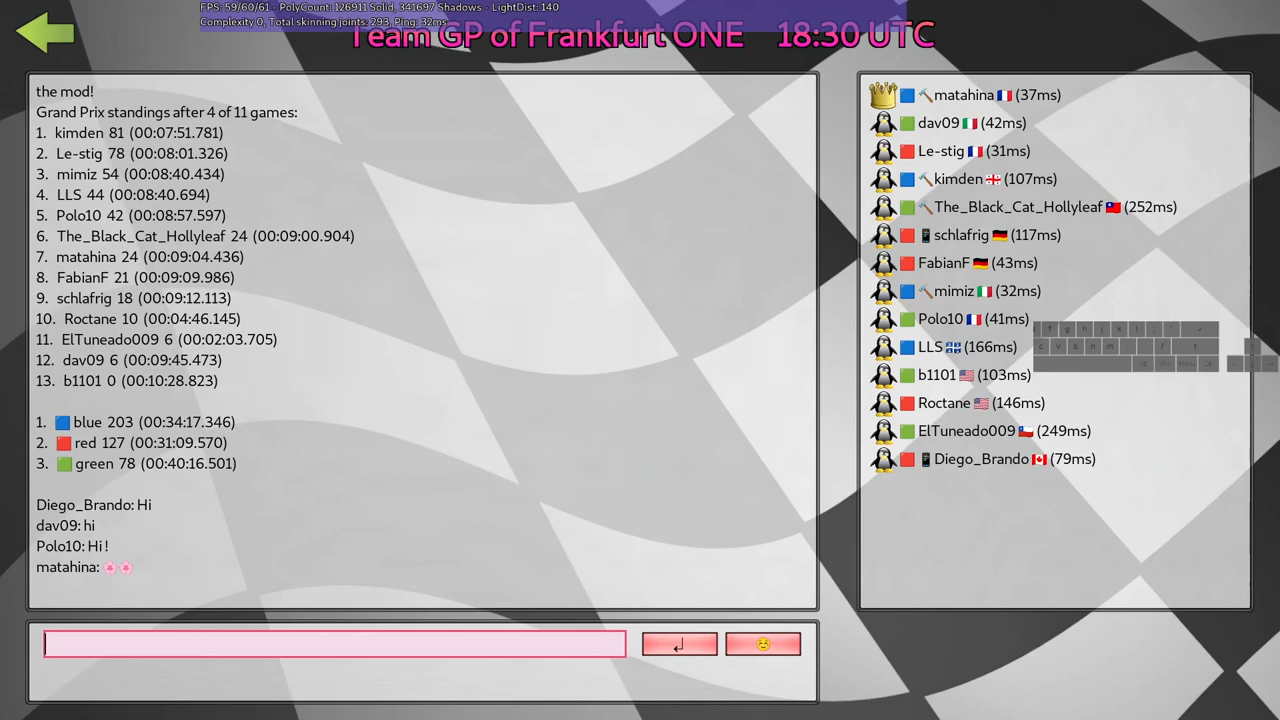 FPS: 59/60/61 - PolyCount: 126911 Solid, 341697 Shadows - LightDist: 140
Complexity 0, Total skinning joints: 293, Ping: 32ms
Team GP of Frankfurt ONE 18:30 UTC
the mod!
Grand Prix standings after 4 of 11 games:
1. kimden 81 (00:07:51.781)
2. Le-stig 78 (00:08:01.326)
3. mimiz 54 (00:08:40.434)
4. LLS 44 (00:08:40.694)
5. Polo10 42 (00:08:57.597)
6. The_Black_Cat_Hollyleaf 24 (00:09:00.904)
7. matahina 24 (00:09:04.436)
8. FabianF 21 (00:09:09.986)
9. schlafrig 18 (00:09:12.113)
10. Roctane 10 (00:04:46.145)
11. ElTuneado009 6 (00:02:03.705)
12. dav09 6 (00:09:45.473)
13. b1101 0 (00:10:28.823)
1. 🟦 blue 203 (00:34:17.346)
2. 🟥 red 127 (00:31:09.570)
3. 🟩 green 78 (00:40:16.501)
Diego_Brando: Hi
dav09: hi
Polo10: Hi !
matahina: 🌸🌸
🟦 🔨matahina 🇫🇷 (37ms)
🟩 dav09 🇮🇹 (42ms)
🟥 Le-stig 🇫🇷 (31ms)
🟦 🔨kimden 🇬🇪 (107ms)
🟩 🔨The_Black_Cat_Hollyleaf 🇹🇼 (252ms)
🟥 📱schlafrig 🇩🇪 (117ms)
🟥 FabianF 🇩🇪 (43ms)
🟦 🔨mimiz 🇮🇹 (32ms)
🟩 Polo10 🇫🇷 (41ms)
🟦 LLS (166ms)
🟩 b1101 🇺🇸 (103ms)
🟥 Roctane 🇺🇸 (146ms)
🟩 ElTuneado009 🇨🇱 (249ms)
🟥 📱Diego_Brando 🇨🇦 (79ms)
f g h j k l ; '
c v b n m , . /